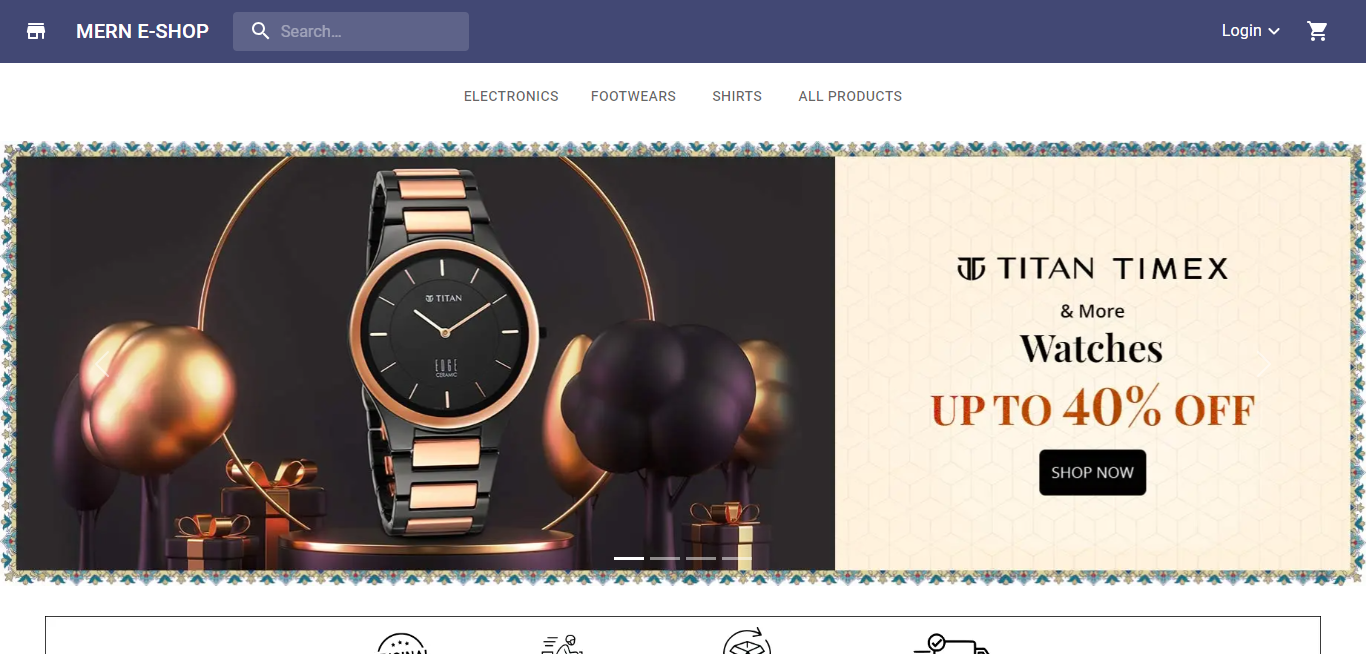 MERN E-SHOP
Search...
Login
ELECTRONICS
FOOTWEARS
SHIRTS
ALL PRODUCTS
TITAN
EDGE
CERAMIC
TITAN TIMEX
& More
Watches
UP TO 40% OFF
SHOP NOW